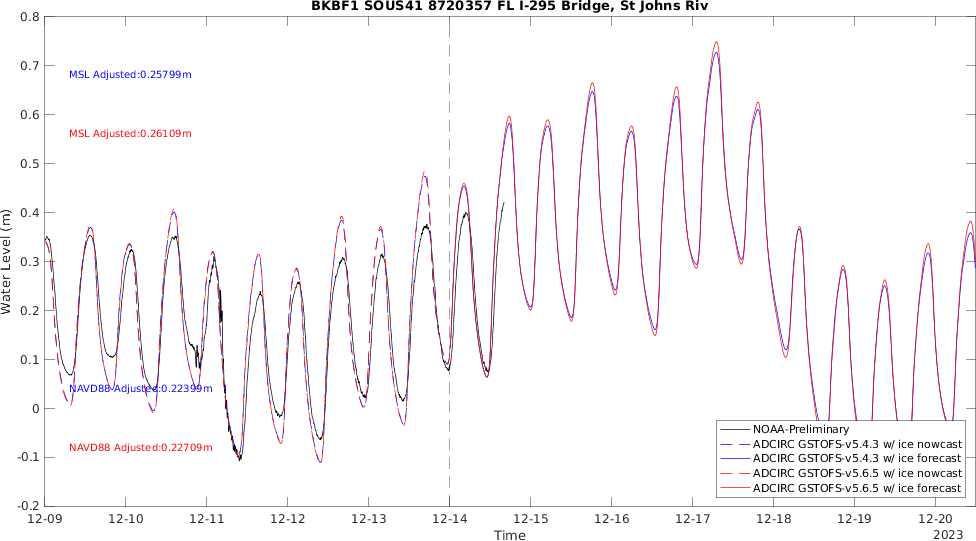 BKBF1 SOUS41 8720357 FL I-295 Bridge, St Johns Riv
0.8
0.7
0.6
0.5
0.4
0.3
0.2
0.1
0
-0.1
-0.2
Water Level (m)
MSL Adjusted:0.25799m
MSL Adjusted:0.26109m
NAVD88 Adjusted:0.22399m
NAVD88 Adjusted:0.22709m
NOAA-Preliminary
ADCIRC GSTOFS-v5.4.3 w/ ice nowcast
ADCIRC GSTOFS-v5.4.3 w/ ice forecast
ADCIRC GSTOFS-v5.6.5 w/ ice nowcast
ADCIRC GSTOFS-v5.6.5 w/ ice forecast
12-09 12-10 12-11 12-12 12-13 12-14 12-15 12-16 12-17 12-18 12-19 12-20
Time
2023